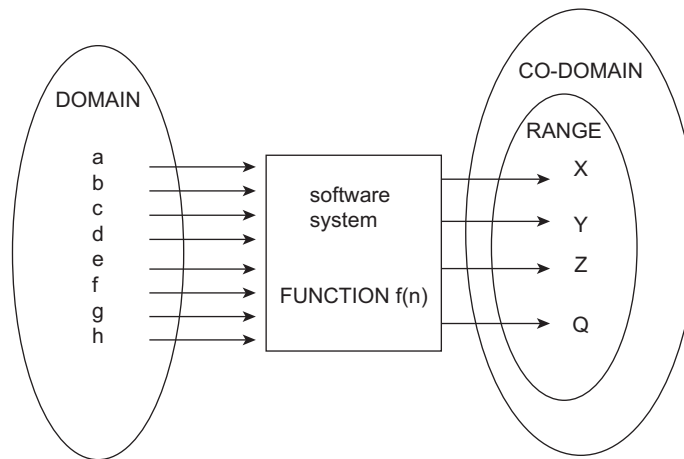 DOMAIN
a
b
c
d
e
f
g
h
software
system
FUNCTION f(n)
CO-DOMAIN
RANGE
X
Y
Z
Q